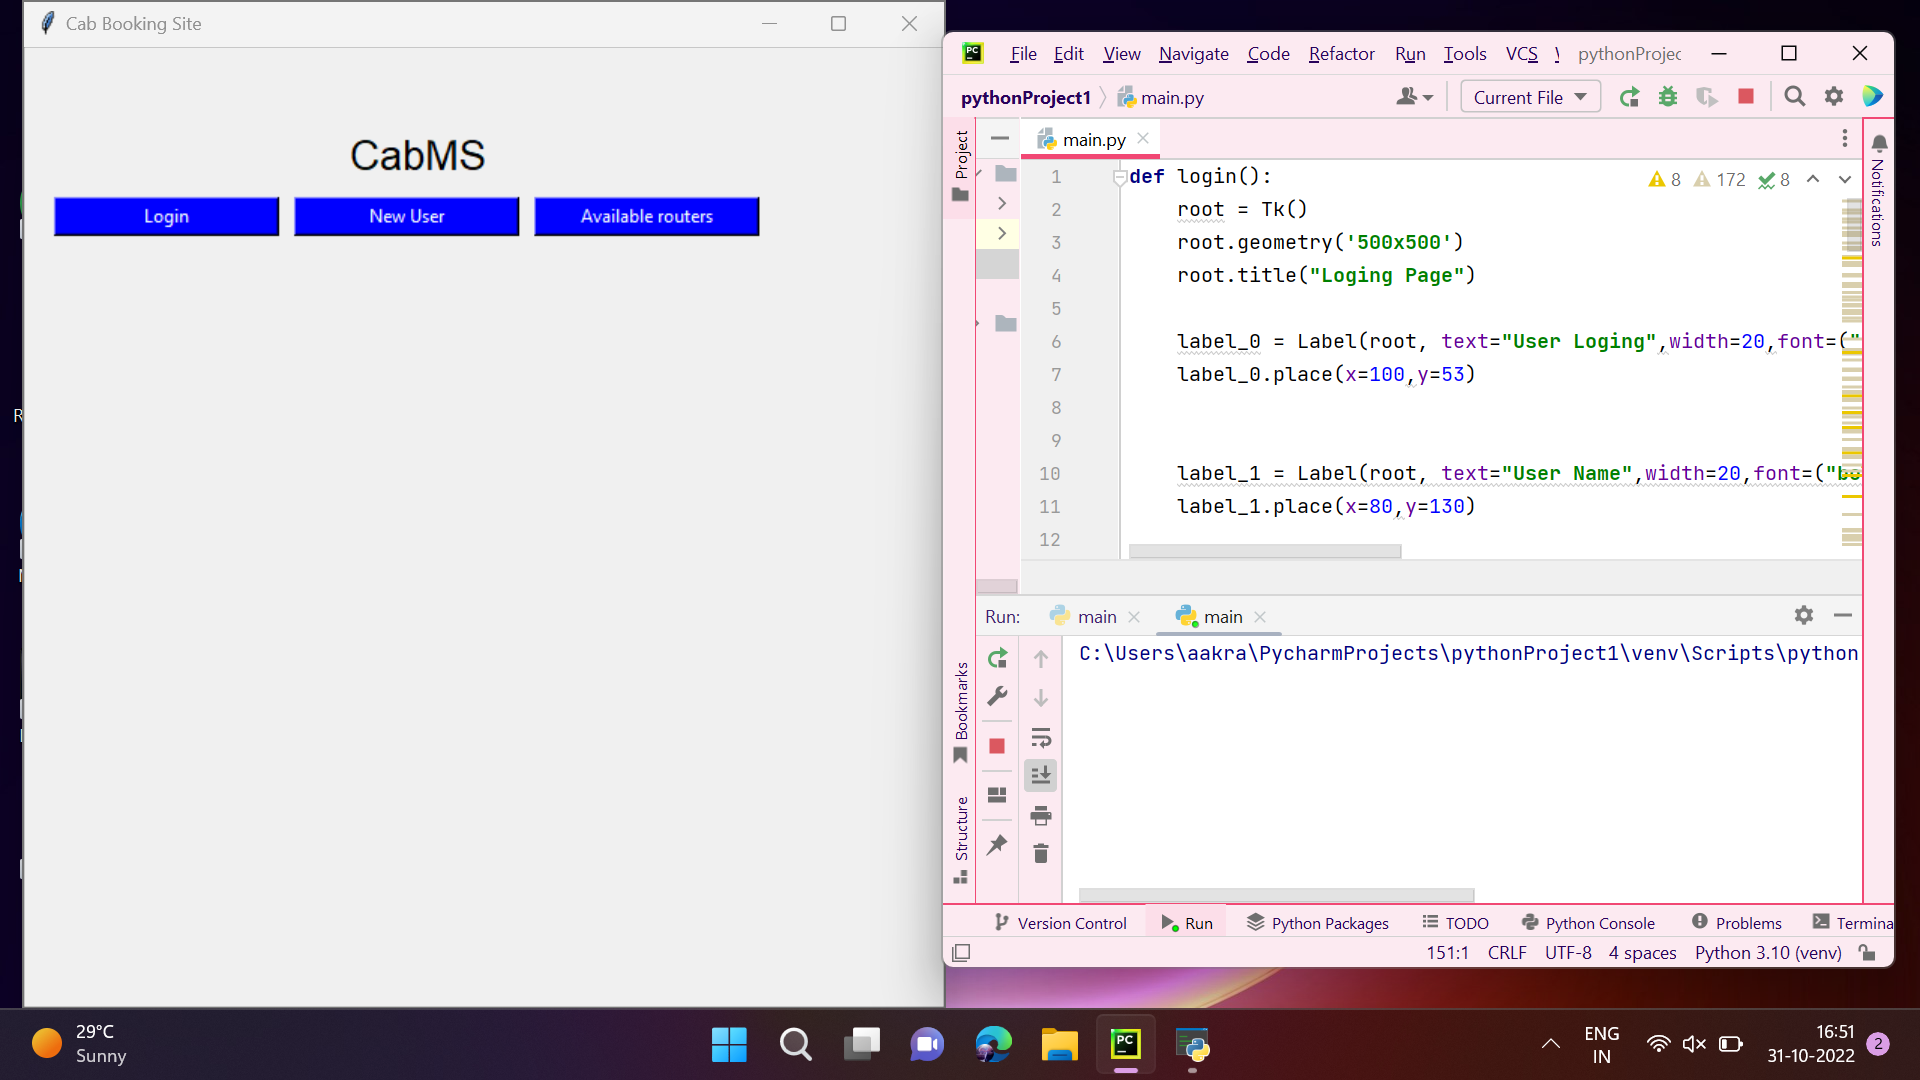 Cab Booking Site
CabMS
Login New User Available routers
File Edit View Navigate Code Refactor Run Tools VCS pythonProjec
pythonProject1 main.py
Current File
Project
main.py
Notifications
8 172 8
1 def login():
2 root = Tk()
3 root.geometry('500x500')
4 root.title("Loging Page")
5
6 label_0 = Label(root, text="User Loging",width=20,font=("
7 label_0.place(x=100,y=53)
8
9
10 label_1 = Label(root, text="User Name",width=20,font=("bo
11 label_1.place(x=80,y=130)
12
Run: main main
C:\Users\aakra\PycharmProjects\pythonProject1\venv\Scripts\python
Bookmarks
Structure
Version Control Run Python Packages TODO Python Console Problems Termina
151:1 CRLF UTF-8 4 spaces Python 3.10 (venv)
29°C
Sunny
PC
ENG
IN
16:51
31-10-2022
2